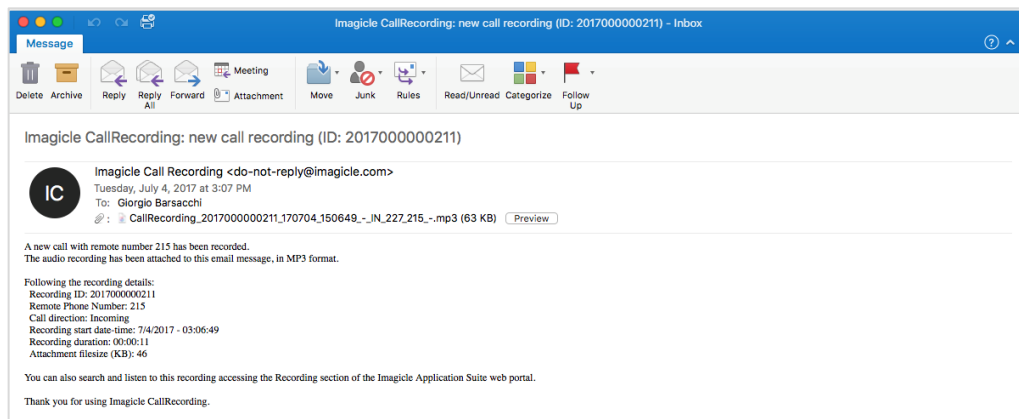 Imagicle CallRecording: new call recording (ID: 2017000000211) - Inbox
Message
?
Delete Archive Reply Reply All Forward Meeting Attachment Move Junk Rules Read/Unread Categorize Follow Up
Imagicle CallRecording: new call recording (ID: 2017000000211)
IC
Imagicle Call Recording <do-not-reply@imagicle.com>
Tuesday, July 4, 2017 at 3:07 PM
To: Giorgio Barsacchi
CallRecording_2017000000211_170704_150649_-_IN_227_215_-.mp3 (63 KB) Preview
A new call with remote number 215 has been recorded.
The audio recording has been attached to this email message, in MP3 format.
Following the recording details:
Recording ID: 2017000000211
Remote Phone Number: 215
Call direction: Incoming
Recording start date-time: 7/4/2017 - 03:06:49
Recording duration: 00:00:11
Attachment filesize (KB): 46
You can also search and listen to this recording accessing the Recording section of the Imagicle Application Suite web portal.
Thank you for using Imagicle CallRecording.